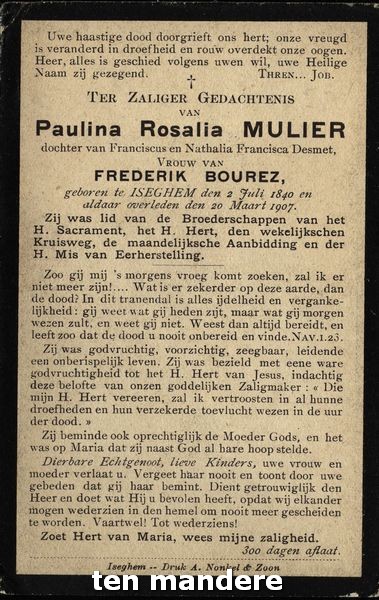 Uwe haastige dood doorgrieft ons hert; onze vreugd
is veranderd in droefheid en rouw overdekt onze oogen.
Heer, alles is geschied volgens uwen wil, uwe Heilige
Naam zij gezegend. THREN... JOB.
TER ZALIGER GEDACHTENIS
VAN
Paulina Rosalia MULIER
dochter van Franciscus en Nathalia Francisca Desmet,
VROUW VAN
FREDERIK BOUREZ,
geboren te ISEGHEM den 2 Juli 1840 en
aldaar overleden den 20 Maart 1907.
Zij was lid van de Broederschappen van het
H. Sacrament, het H. Hert, den wekelijkschen
Kruisweg, de maandelijksche Aanbidding en der
H. Mis van Eerherstelling.
Zoo gij mij 's morgens vroeg komt zoeken, zal ik er
niet meer zijn!.... Wat is er zekerder op deze aarde, dan
de dood? In dit tranendal is alles ijdelheid en vergankelijkheid : gij weet wat gij heden zijt, maar wat gij morgen
wezen zult, en weet gij niet. Weest dan altijd bereidt, en
leeft zoo dat de dood u nooit onbereid en vinde. NAV.1.23.
Zij was godvruchtig, voorzichtig, zeegbaar, leidende
een onberispelijk leven. Zij was bezield met eene ware
godvruchtigheid tot het H. Hert van Jesus, indachtig
deze belofte van onzen goddelijken Zaligmaker : « Die
mijn H. Hert vereeren, zal ik vertroosten in al hunne
droefheden en hun verzekerde toevlucht wezen in de uur
der dood. »
Zij beminde ook oprechtelijk de Moeder Gods, en het
was op Maria dat zij naast God al hare hoop stelde.
Dierbare Echtgenoot, lieve Kinders, uwe vrouw en
moeder verlaat u. Vergeet haar nooit en toont door uwe
gebeden dat gij haar bemint. Dient getrouwiglijk den
Heer en doet wat Hij u bevolen heeft, opdat wij elkander
mogen wederzien in den hemel om nooit meer gescheiden
te worden. Vaartwel! Tot wederziens!
Zoet Hert van Maria, wees mijne zaligheid.
300 dagen aflaat.
Iseghem -- Druk A. Nonkel & Zoon
ten mandere